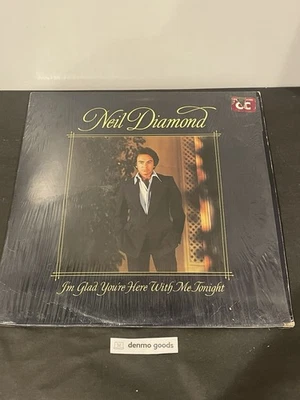 Neil Diamond
I'm Glad You're Here With Me Tonight
denmo goods